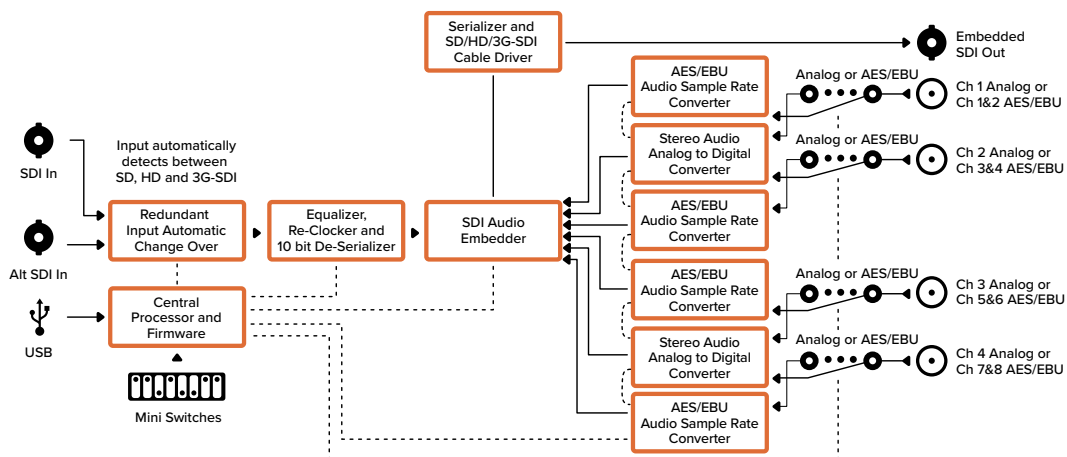 Serializer and
SD/HD/3G-SDI
Cable Driver
Embedded
SDI Out
AES/EBU
Audio Sample Rate
Converter
Analog or AES/EBU
Ch 1 Analog or
Ch 1&2 AES/EBU
SDI In
Input automatically
detects between
SD, HD and 3G-SDI
Stereo Audio
Analog to Digital
Converter
Analog or AES/EBU
Ch 2 Analog or
Ch 3&4 AES/EBU
Alt SDI In
Redundant
Input Automatic
Change Over
Equalizer,
Re-Clocker and
10 bit De-Serializer
SDI Audio
Embedder
AES/EBU
Audio Sample Rate
Converter
AES/EBU
Audio Sample Rate
Converter
Analog or AES/EBU
Ch 3 Analog or
Ch 5&6 AES/EBU
USB
Central
Processor and
Firmware
Stereo Audio
Analog to Digital
Converter
Analog or AES/EBU
Ch 4 Analog or
Ch 7&8 AES/EBU
Mini Switches
AES/EBU
Audio Sample Rate
Converter